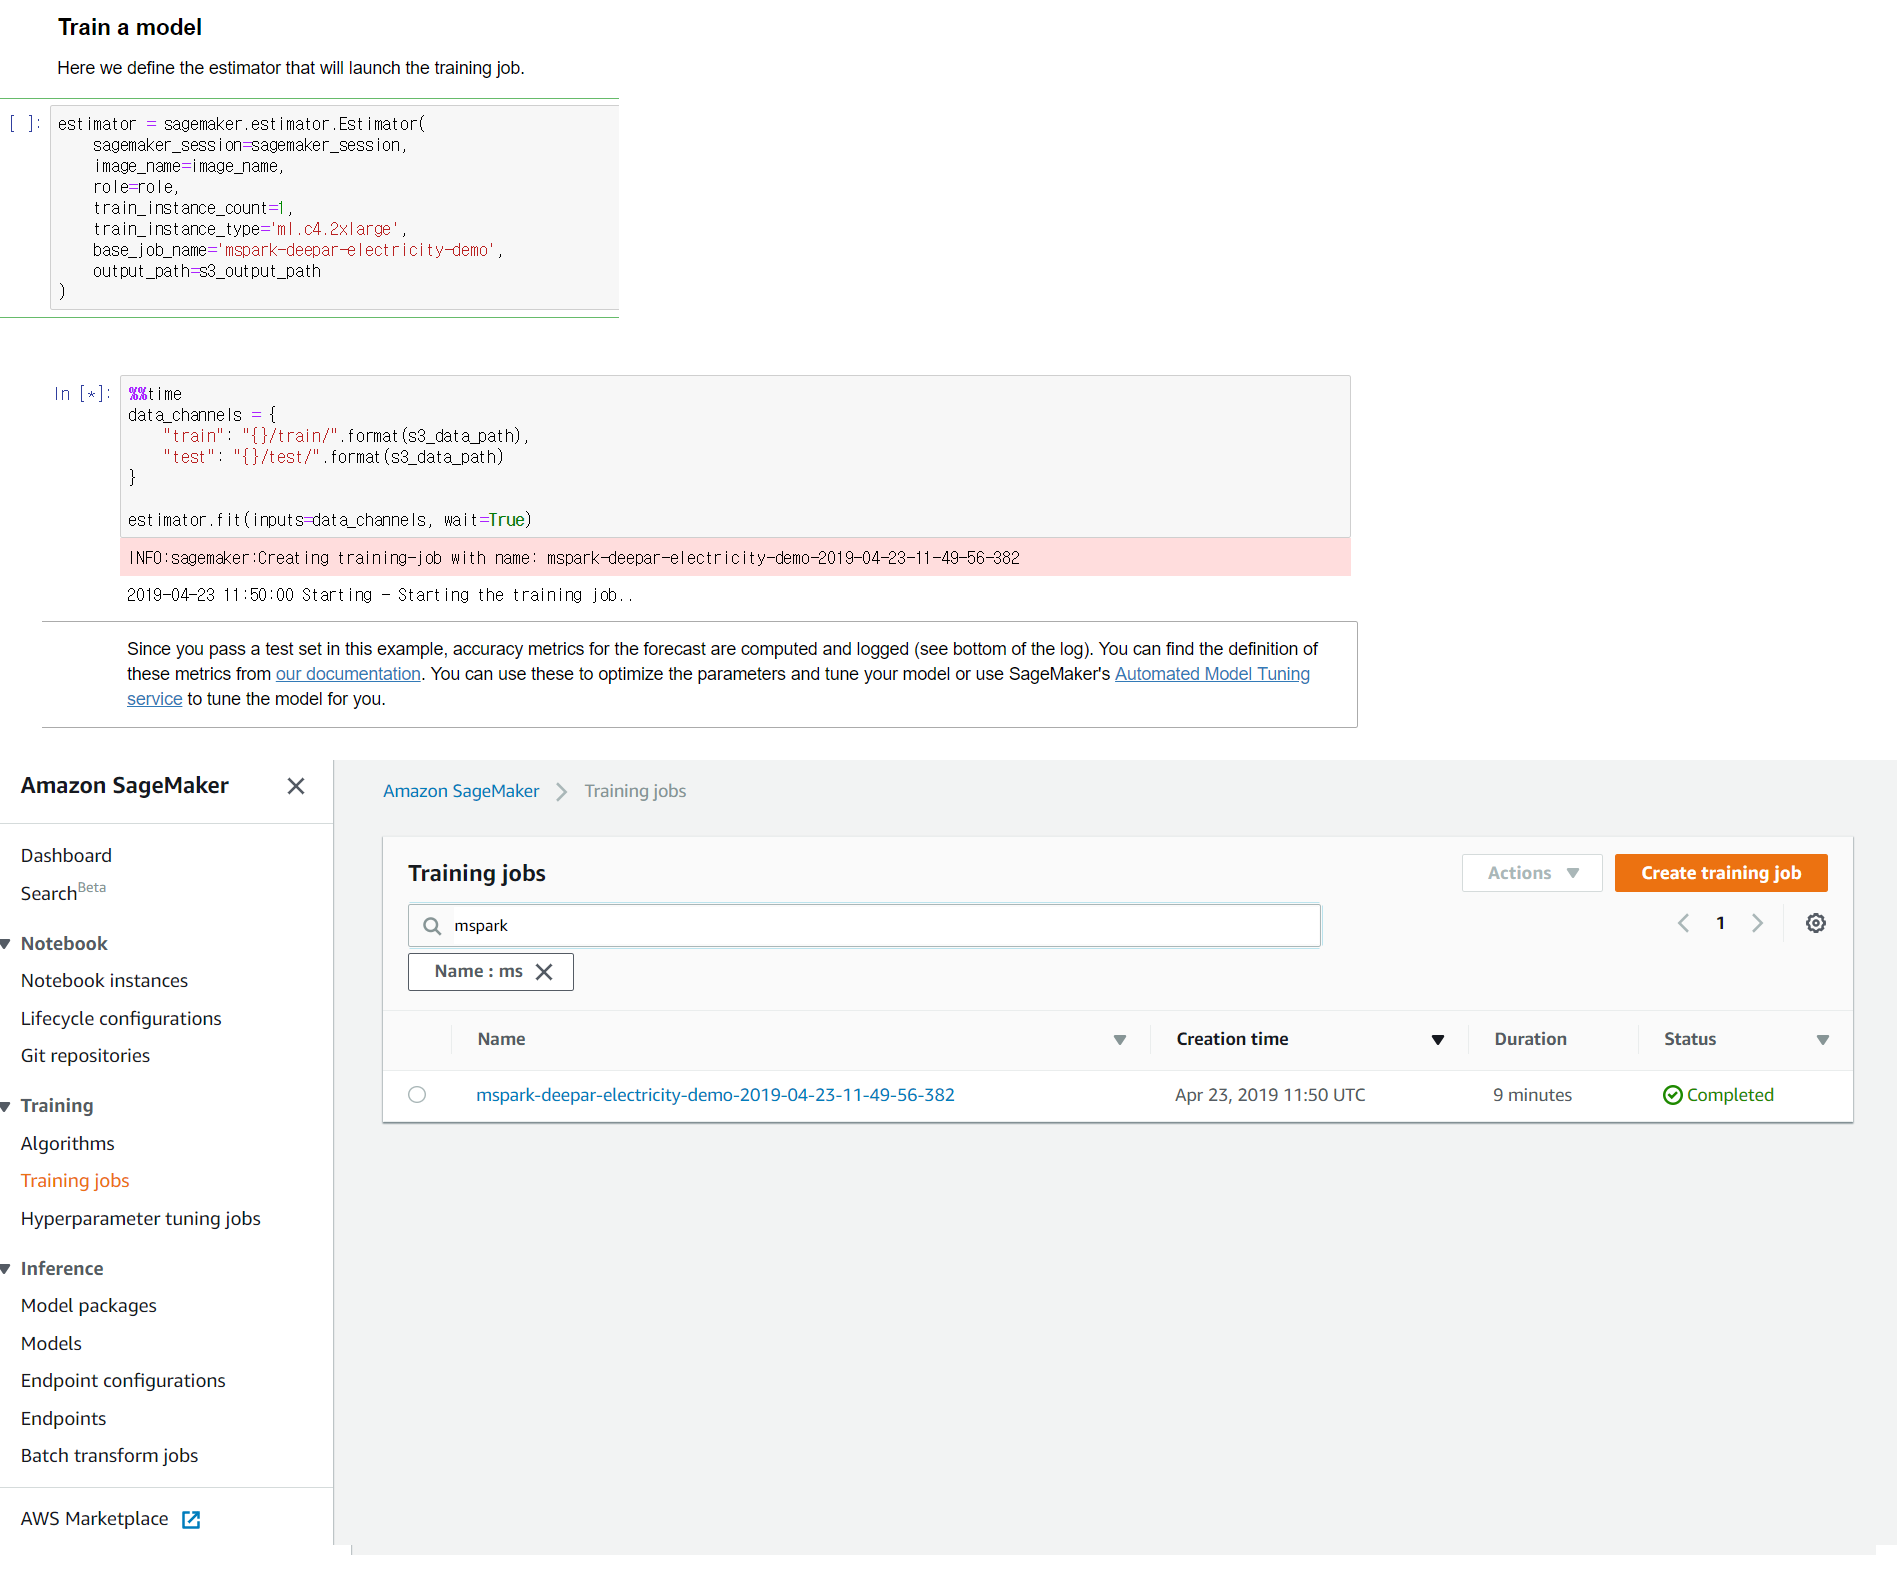 Train a model
Here we define the estimator that will launch the training job.
[ ]:
estimator = sagemaker.estimator.Estimator(
    sagemaker_session=sagemaker_session,
    image_name=image_name,
    role=role,
    train_instance_count=1,
    train_instance_type='ml.c4.2xlarge',
    base_job_name='mspark-deepar-electricity-demo',
    output_path=s3_output_path
)
In [*]:
%%time
data_channels = {
    "train": "{}/train/".format(s3_data_path),
    "test": "{}/test/".format(s3_data_path)
}
estimator.fit(inputs=data_channels, wait=True)
INFO:sagemaker:Creating training-job with name: mspark-deepar-electricity-demo-2019-04-23-11-49-56-382
2019-04-23 11:50:00 Starting - Starting the training job..
Since you pass a test set in this example, accuracy metrics for the forecast are computed and logged (see bottom of the log). You can find the definition of
these metrics from our documentation. You can use these to optimize the parameters and tune your model or use SageMaker's Automated Model Tuning
service to tune the model for you.
Amazon SageMaker
Dashboard
Search Beta
Notebook
Notebook instances
Lifecycle configurations
Git repositories
Training
Algorithms
Training jobs
Hyperparameter tuning jobs
Inference
Model packages
Models
Endpoint configurations
Endpoints
Batch transform jobs
AWS Marketplace
Amazon SageMaker > Training jobs
Training jobs
Actions
Create training job
mspark
1
Name : ms
Name Creation time Duration Status
mspark-deepar-electricity-demo-2019-04-23-11-49-56-382 Apr 23, 2019 11:50 UTC 9 minutes Completed